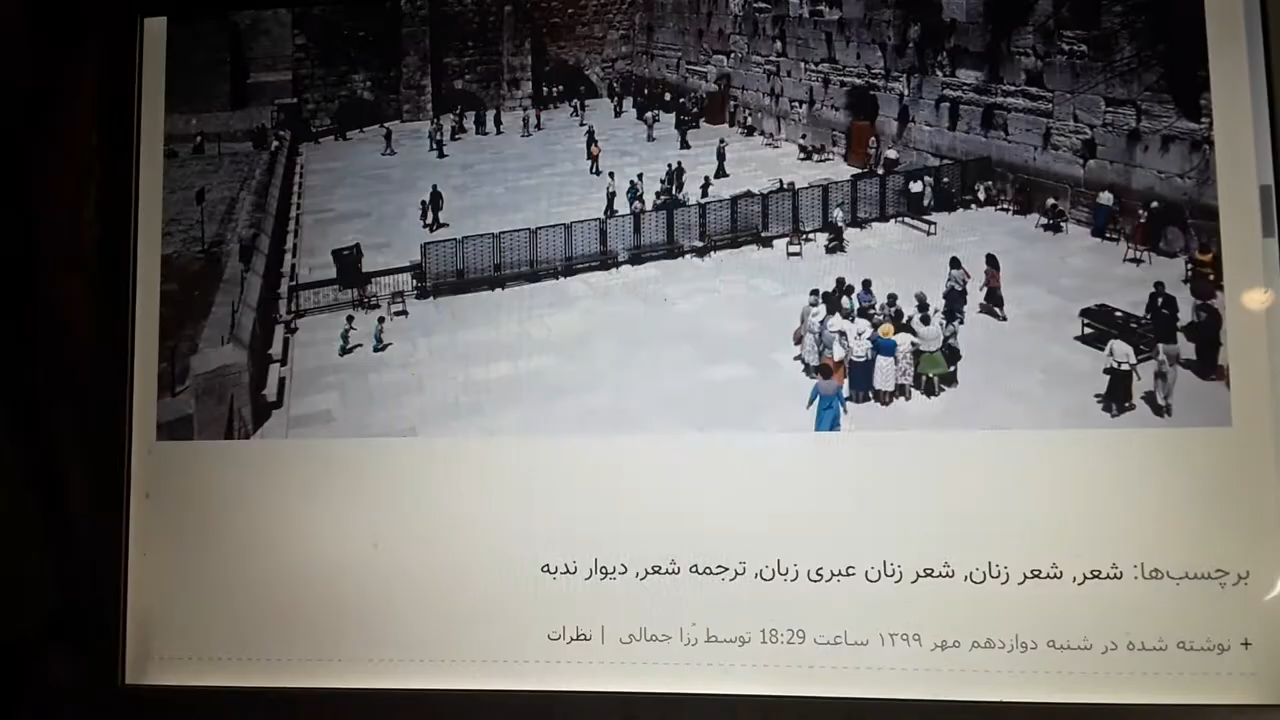 برچسب‌ها: شعر, شعر زنان, شعر زنان عبری زبان, ترجمه شعر, دیوار ندبه
+ نوشته شده در شنبه دوازدهم مهر ۱۳۹۹ ساعت 18:29 توسط رُزا جمالی | نظرات